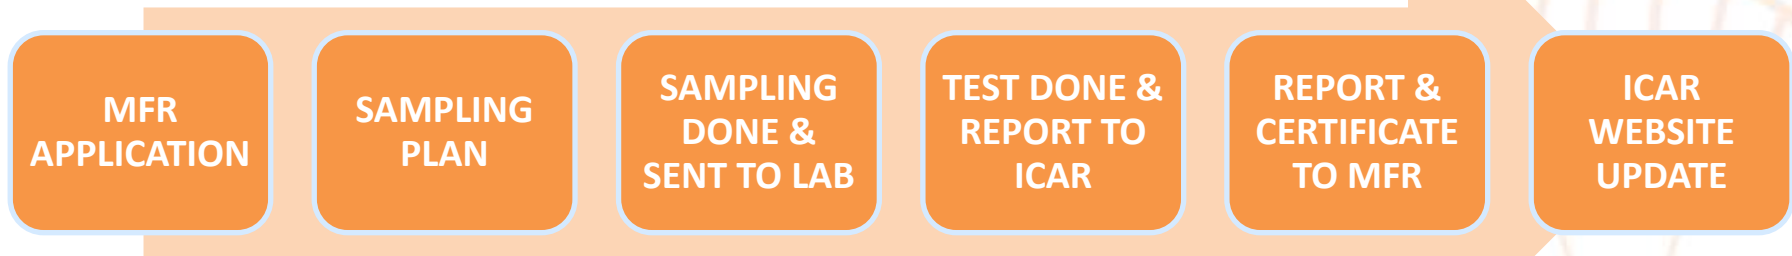 MFR
APPLICATION
SAMPLING
PLAN
SAMPLING
DONE &
SENT TO LAB
TEST DONE &
REPORT TO
ICAR
REPORT &
CERTIFICATE
TO MFR
ICAR
WEBSITE
UPDATE